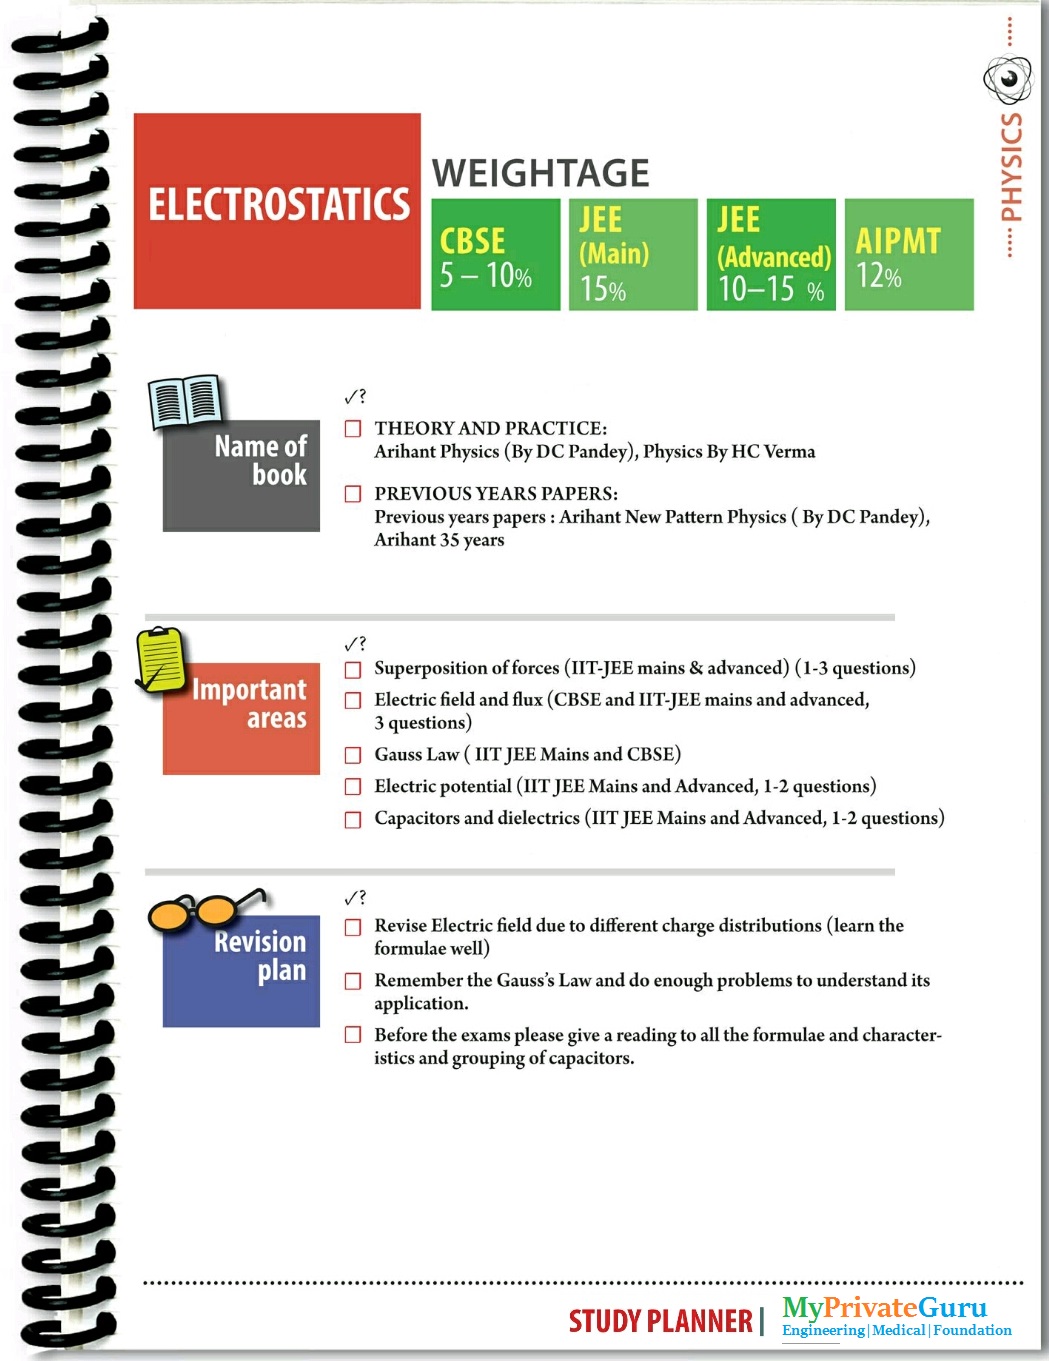 PHYSICS
ELECTROSTATICS
WEIGHTAGE
CBSE
5 – 10%
JEE
(Main)
15%
JEE
(Advanced)
10–15 %
AIPMT
12%
Name of
book
✓?
THEORY AND PRACTICE:
Arihant Physics (By DC Pandey), Physics By HC Verma
PREVIOUS YEARS PAPERS:
Previous years papers : Arihant New Pattern Physics ( By DC Pandey),
Arihant 35 years
Important
areas
✓?
Superposition of forces (IIT-JEE mains & advanced) (1-3 questions)
Electric field and flux (CBSE and IIT-JEE mains and advanced,
3 questions)
Gauss Law ( IIT JEE Mains and CBSE)
Electric potential (IIT JEE Mains and Advanced, 1-2 questions)
Capacitors and dielectrics (IIT JEE Mains and Advanced, 1-2 questions)
Revision
plan
✓?
Revise Electric field due to different charge distributions (learn the
formulae well)
Remember the Gauss's Law and do enough problems to understand its
application.
Before the exams please give a reading to all the formulae and character-
istics and grouping of capacitors.
STUDY PLANNER |
MyPrivateGuru
Engineering|Medical|Foundation